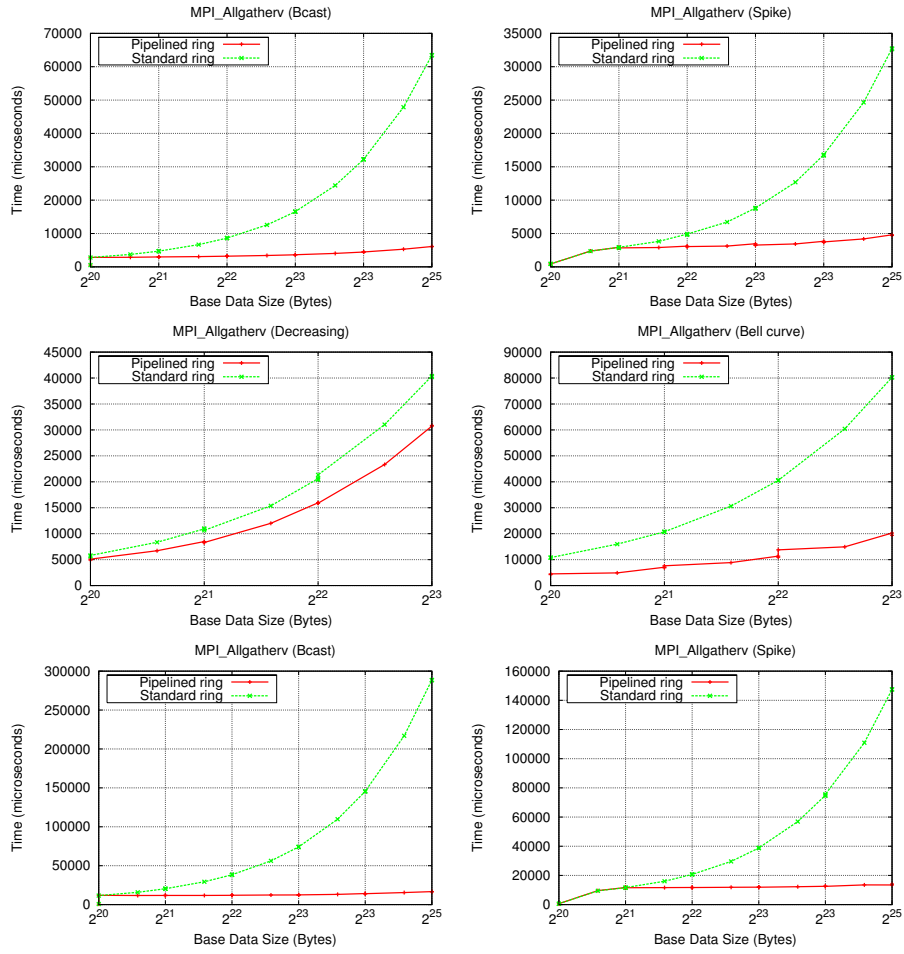 MPI_Allgatherv (Bcast)
Time (microseconds)
70000
60000
50000
40000
30000
20000
10000
0
Pipelined ring
Standard ring
2^20 2^21 2^22 2^23 2^23 2^25
Base Data Size (Bytes)
MPI_Allgatherv (Spike)
Time (microseconds)
35000
30000
25000
20000
15000
10000
5000
0
Pipelined ring
Standard ring
2^20 2^21 2^22 2^23 2^23 2^25
Base Data Size (Bytes)
MPI_Allgatherv (Decreasing)
Time (microseconds)
45000
40000
35000
30000
25000
20000
15000
10000
5000
0
Pipelined ring
Standard ring
2^20 2^21 2^22 2^23
Base Data Size (Bytes)
MPI_Allgatherv (Bell curve)
Time (microseconds)
90000
80000
70000
60000
50000
40000
30000
20000
10000
0
Pipelined ring
Standard ring
2^20 2^21 2^22 2^23
Base Data Size (Bytes)
MPI_Allgatherv (Bcast)
Time (microseconds)
300000
250000
200000
150000
100000
50000
0
Pipelined ring
Standard ring
2^20 2^21 2^22 2^23 2^23 2^25
Base Data Size (Bytes)
MPI_Allgatherv (Spike)
Time (microseconds)
160000
140000
120000
100000
80000
60000
40000
20000
0
Pipelined ring
Standard ring
2^20 2^21 2^22 2^23 2^23 2^25
Base Data Size (Bytes)